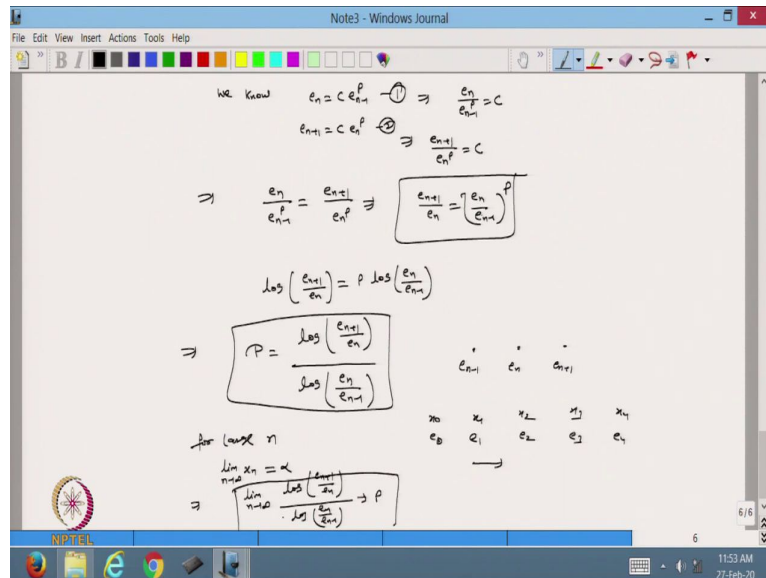 Note3 - Windows Journal
File Edit View Insert Actions Tools Help
B I
we know e_n = C e_{n-1}^p —① ⇒ e_n / e_{n-1}^p = C
e_{n+1} = C e_n^p —② ⇒ e_{n+1} / e_n^p = C
⇒ e_n / e_{n-1}^p = e_{n+1} / e_n^p ⇒ e_{n+1} / e_n = [e_n / e_{n-1}]^p
log (e_{n+1} / e_n) = p log (e_n / e_{n-1})
⇒ p = log (e_{n+1} / e_n) / log (e_n / e_{n-1})
e_{n-1} e_n e_{n+1}
x_0 x_1 x_2 x_3 x_4
e_0 e_1 e_2 e_3 e_4
→
for large n
lim_{n→∞} x_n = α
⇒ lim_{n→∞} log (e_{n+1} / e_n) / log (e_n / e_{n-1}) → p
NPTEL
6/6
6
11:53 AM
27-Feb-20